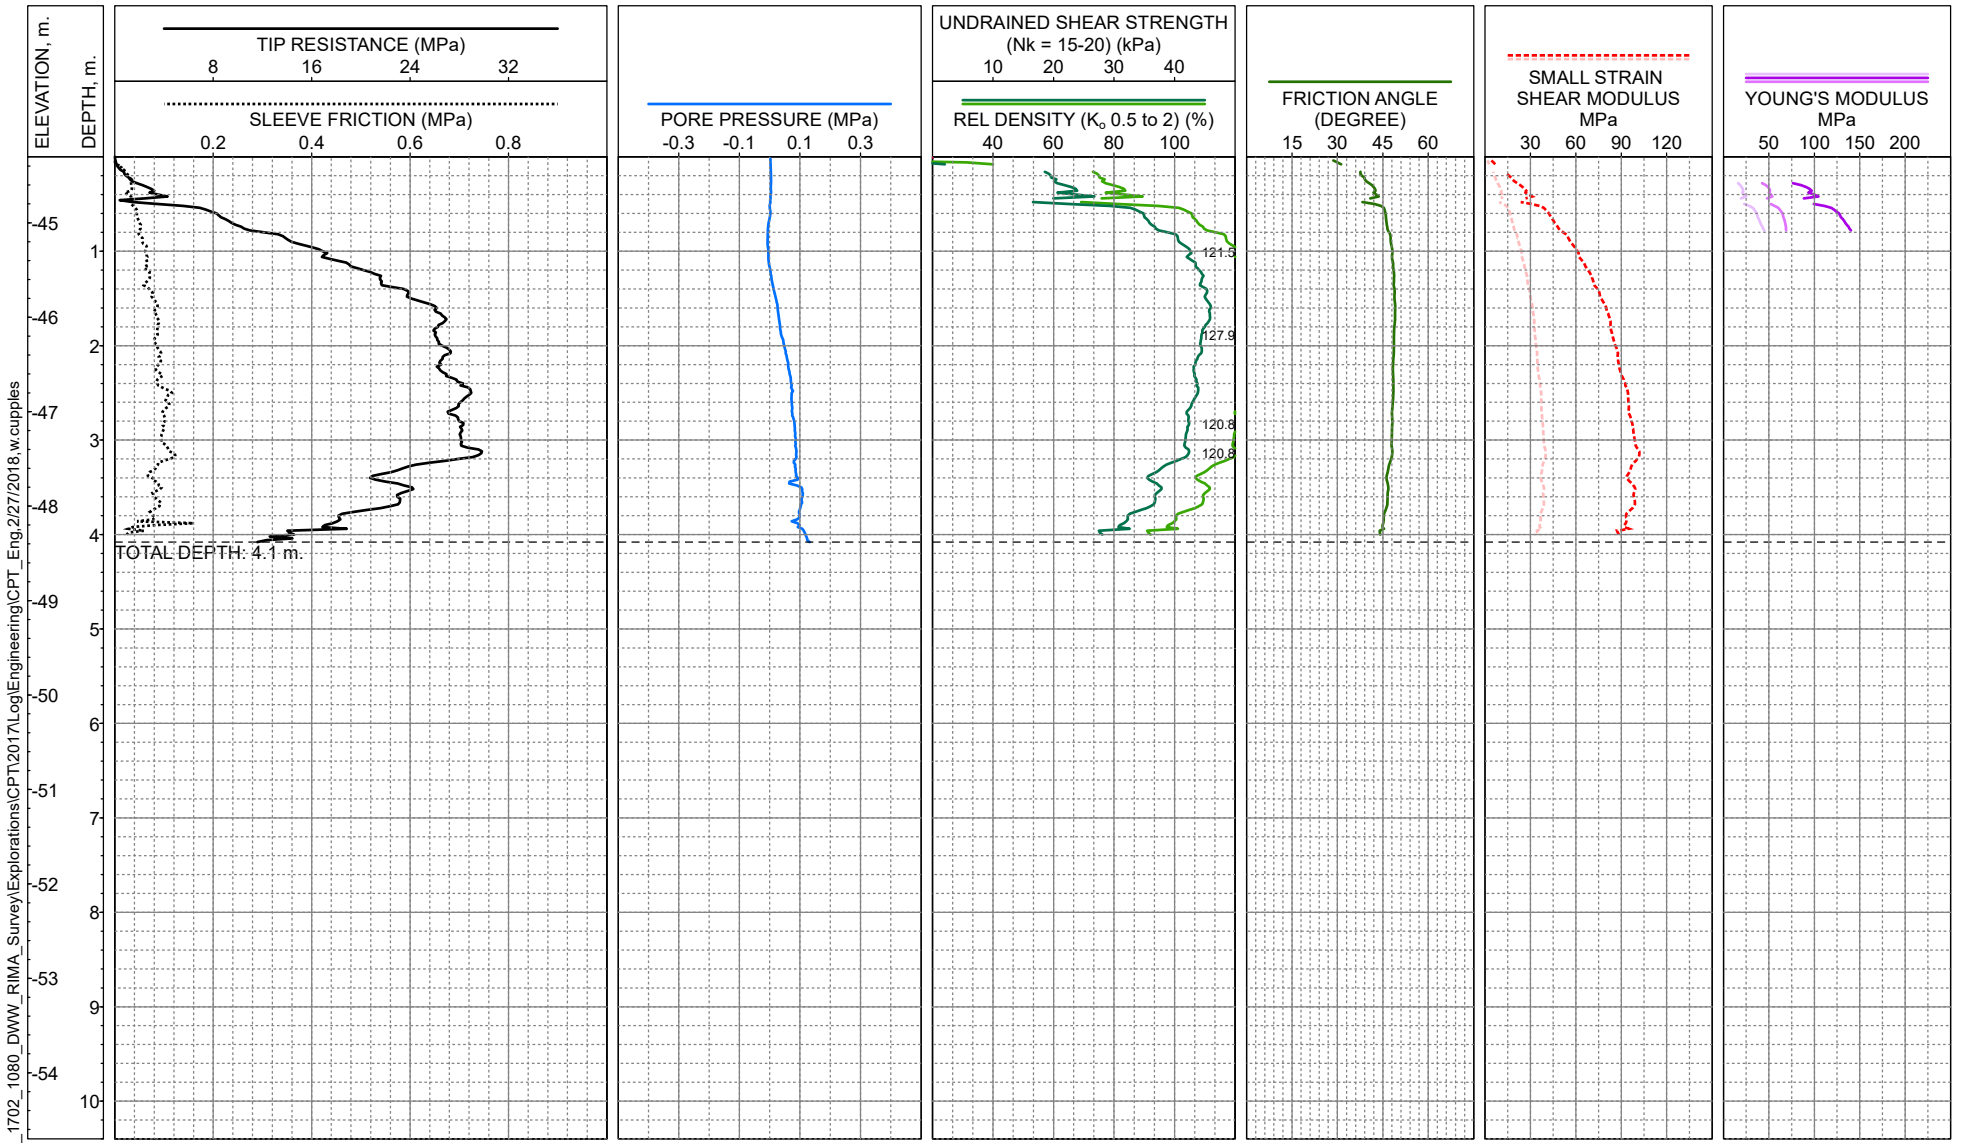 ELEVATION, m.
DEPTH, m.
TIP RESISTANCE (MPa)
8 16 24 32
SLEEVE FRICTION (MPa)
0.2 0.4 0.6 0.8
PORE PRESSURE (MPa)
-0.3 -0.1 0.1 0.3
UNDRAINED SHEAR STRENGTH
(Nk = 15-20) (kPa)
10 20 30 40
REL DENSITY (Ko 0.5 to 2) (%)
40 60 80 100
FRICTION ANGLE
(DEGREE)
15 30 45 60
SMALL STRAIN
SHEAR MODULUS
MPa
30 60 90 120
YOUNG'S MODULUS
MPa
50 100 150 200
-45
1
-46
2
-47
3
-48
4
-49
5
-50
6
-51
7
-52
8
-53
9
-54
10
121.5
127.9
120.8
120.8
TOTAL DEPTH: 4.1 m.
_1702_1080_DWW_RIMA_Survey\Explorations\CPT\2017\Log\Engineering\CPT_Eng,2/27/2018,w.cupples